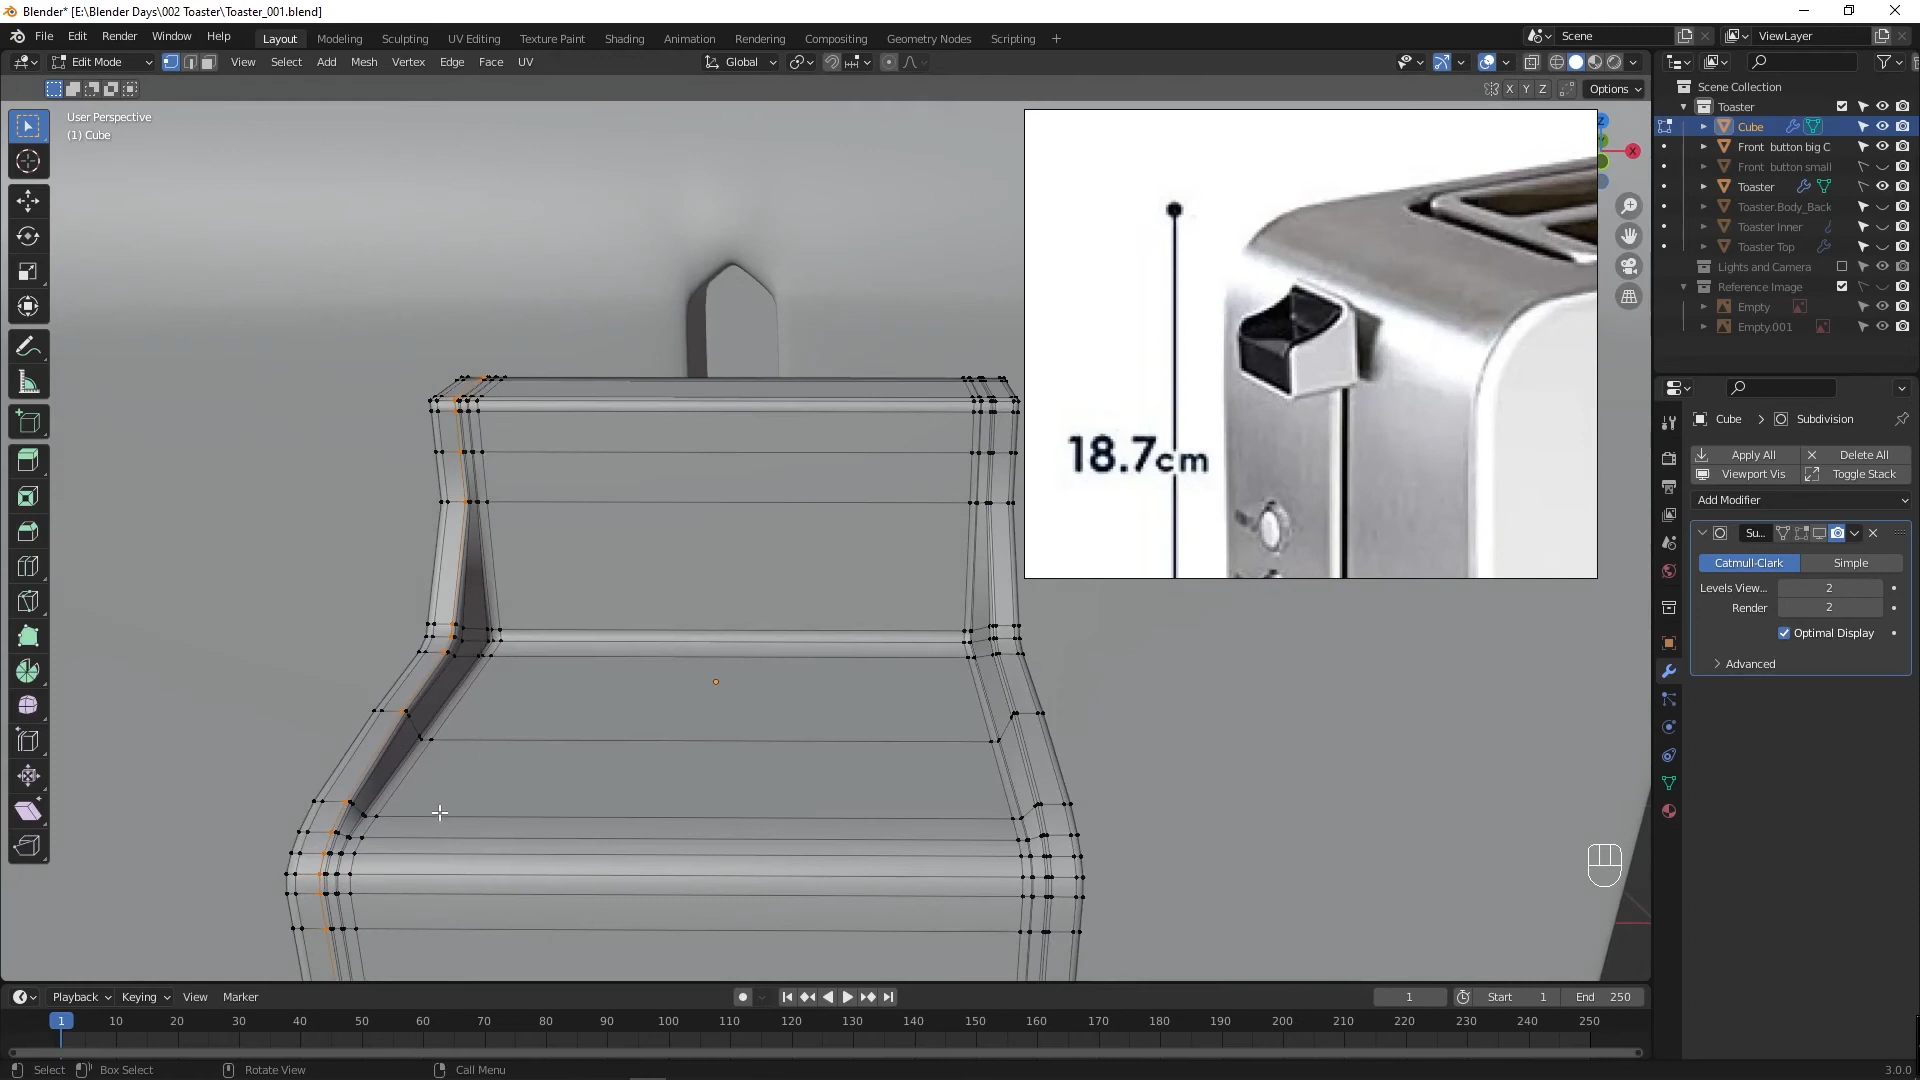 Blender* [E:\Blender Days\002 Toaster\Toaster_001.blend]
File Edit Render Window Help Layout Modeling Sculpting UV Editing Texture Paint Shading Animation Rendering Compositing Geometry Nodes Scripting Scene ViewLayer
Edit Mode View Select Add Mesh Vertex Edge Face UV Global
X Y Z Options
User Perspective
(1) Cube
18.7cm
Z
X
Scene Collection
Toaster
Cube
Front button big C
Front button small
Toaster
Toaster.Body_Back
Toaster Inner
Toaster Top
Lights and Camera
Reference Image
Empty
Empty.001
Cube Subdivision
Apply All Delete All
Viewport Vis Toggle Stack
Add Modifier
Su...
Catmull-Clark Simple
Levels View... 2
Render 2
Optimal Display
Advanced
Playback Keying View Marker 1 Start 1 End 250
1 10 20 30 40 50 60 70 80 90 100 110 120 130 140 150 160 170 180 190 200 210 220 230 240 250
Select Box Select Rotate View Call Menu 3.0.0